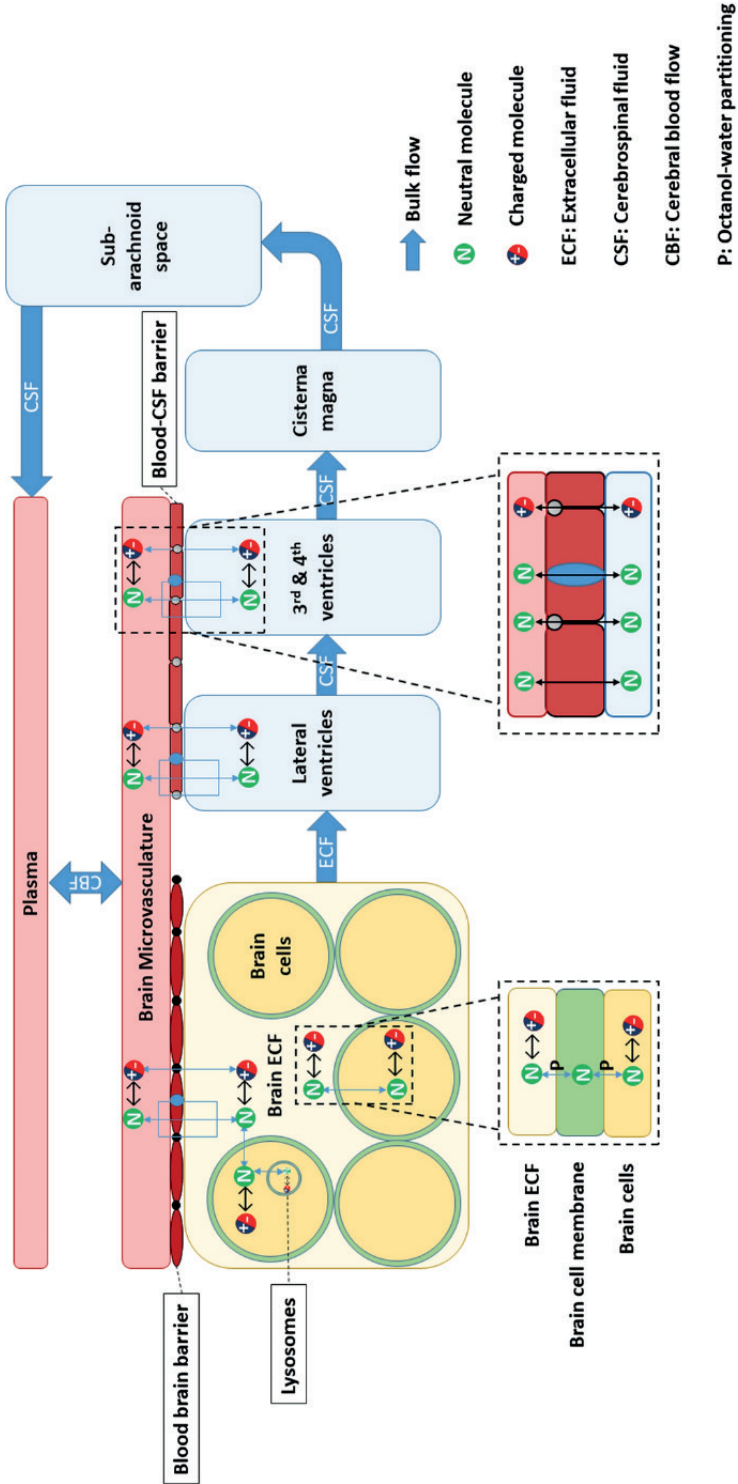 Plasma
CBF
CSF
Brain Microvasculature
Blood-CSF barrier
Sub-
arachnoid
space
Blood brain barrier
N
+-
N
+-
N
+-
N
+-
N
+-
N
+-
N
+-
N
+-
Lysosomes
Brain
cells
Brain ECF
N
+-
N
+-
ECF
Lateral
ventricles
CSF
3rd & 4th
ventricles
CSF
Cisterna
magna
CSF
Brain ECF
Brain cell membrane
Brain cells
N
+-
P
N
P
N
+-
N
N
N
+-
N
N
N
+-
Bulk flow
N
Neutral molecule
+-
Charged molecule
ECF: Extracellular fluid
CSF: Cerebrospinal fluid
CBF: Cerebral blood flow
P: Octanol-water partitioning